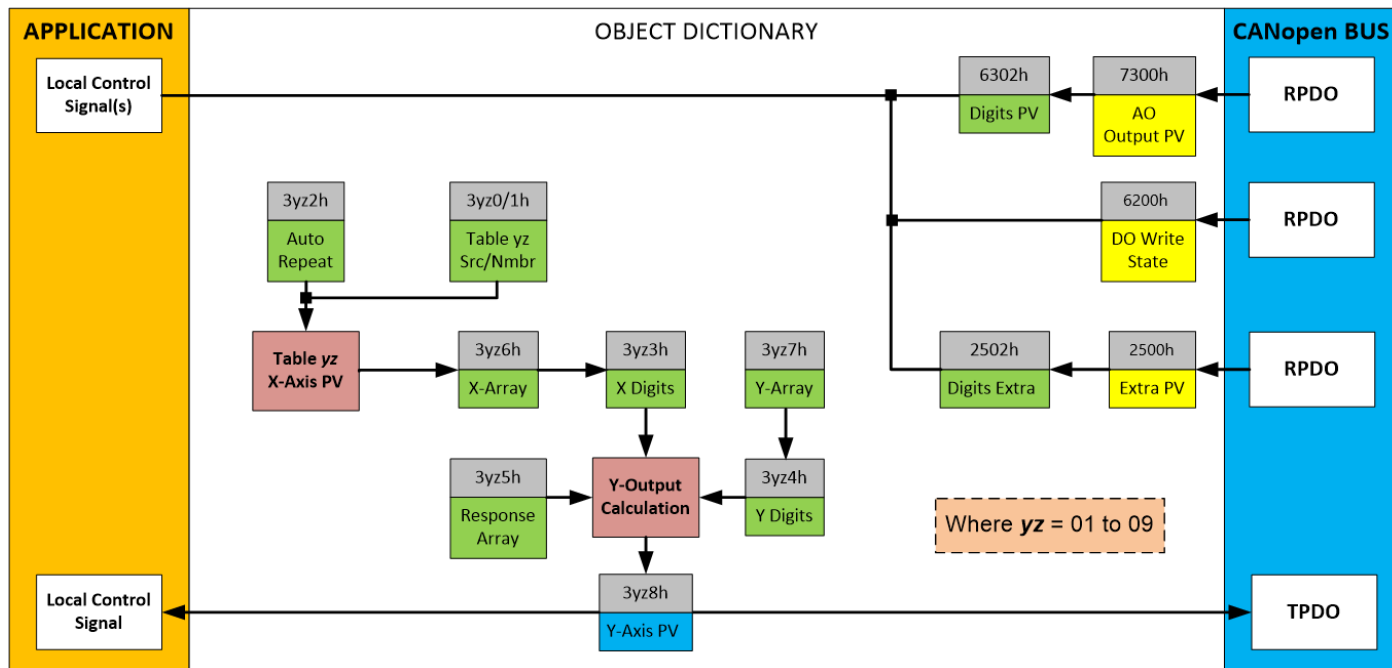 APPLICATION
OBJECT DICTIONARY
CANopen BUS
Local Control
Signal(s)
6302h
Digits PV
7300h
AO
Output PV
RPDO
3yz2h
Auto
Repeat
3yz0/1h
Table yz
Src/Nmbr
6200h
DO Write
State
RPDO
Table yz
X-Axis PV
3yz6h
X-Array
3yz3h
X Digits
3yz7h
Y-Array
2502h
Digits Extra
2500h
Extra PV
RPDO
3yz5h
Response
Array
Y-Output
Calculation
3yz4h
Y Digits
Where yz = 01 to 09
Local Control
Signal
3yz8h
Y-Axis PV
TPDO